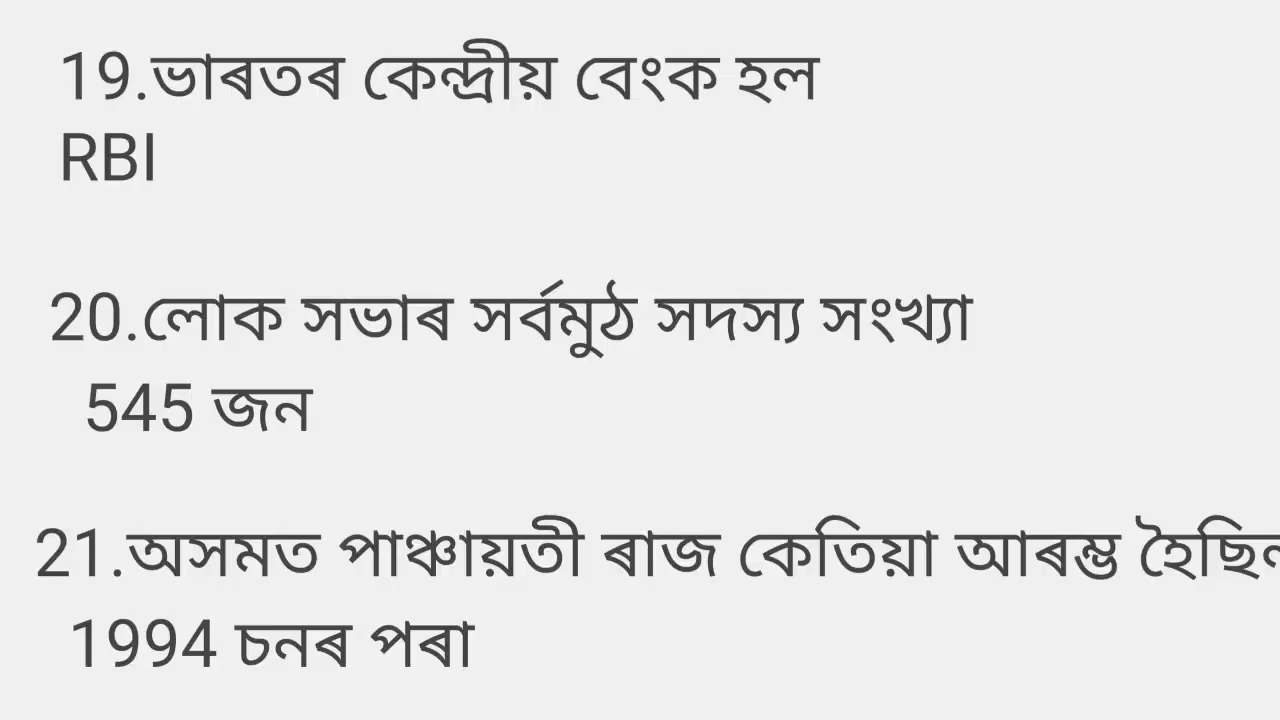 19.ভাৰতৰ কেন্দ্ৰীয় বেংক হল
RBI
20.লোক সভাৰ সৰ্বমুঠ সদস্য সংখ্যা
545 জন
21.অসমত পাঞ্চায়তী ৰাজ কেতিয়া আৰম্ভ
1994 চনৰ পৰা